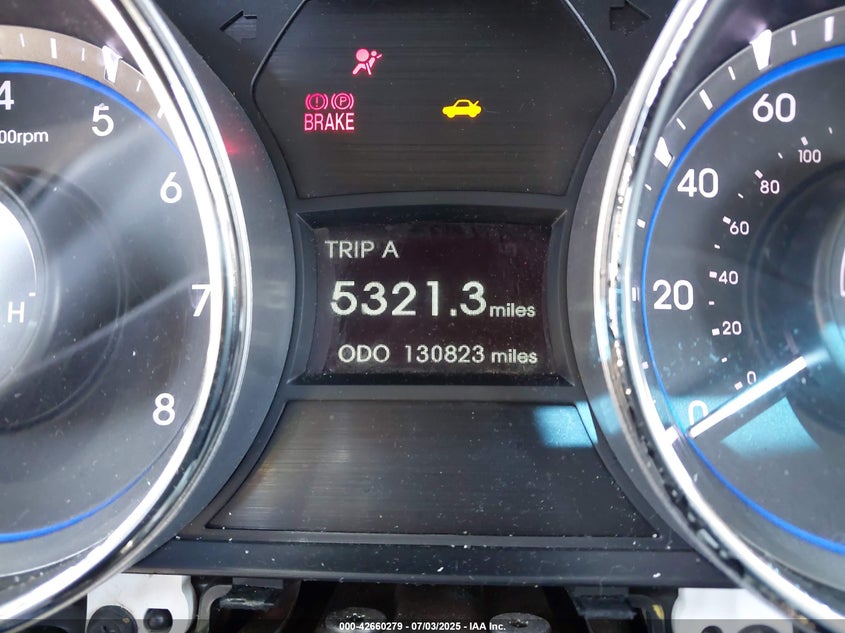 4
5
00rpm
6
7
8
H
(!) (P)
BRAKE
TRIP A
5321.3 miles
ODO 130823 miles
60
100
40
80
60
20
40
20
0
0
000-42660279 - 07/03/2025 - IAA Inc.